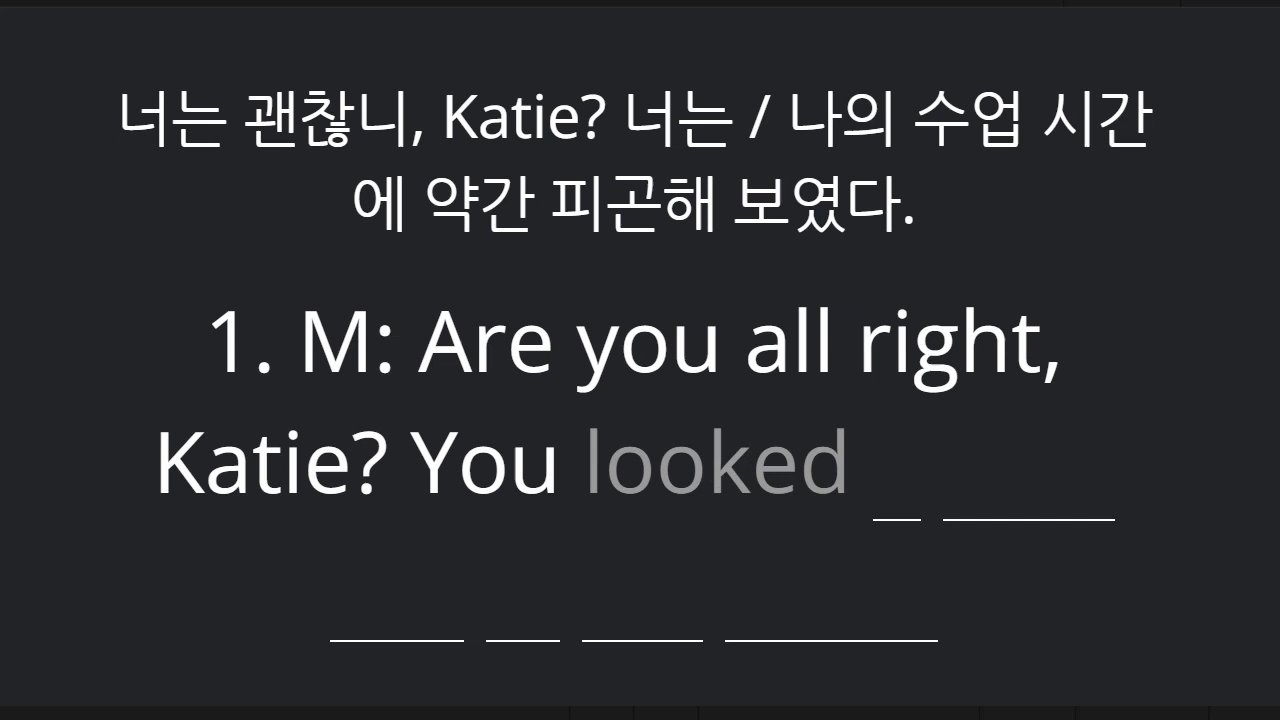 너는 괜찮니, Katie? 너는 / 나의 수업 시간
에 약간 피곤해 보였다.
1. M: Are you all right,
Katie? You looked